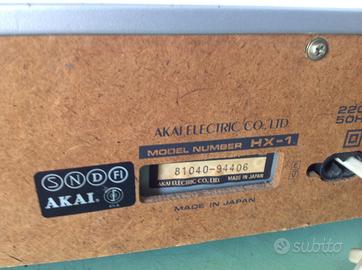 AKAI ELECTRIC CO., LTD.
MODEL NUMBER HX-1
220
50H
81040-94406
AKAI ELECTRIC CO., LTD. MADE IN JAPAN
MADE IN JAPAN
S N D FI
AKAI
subito